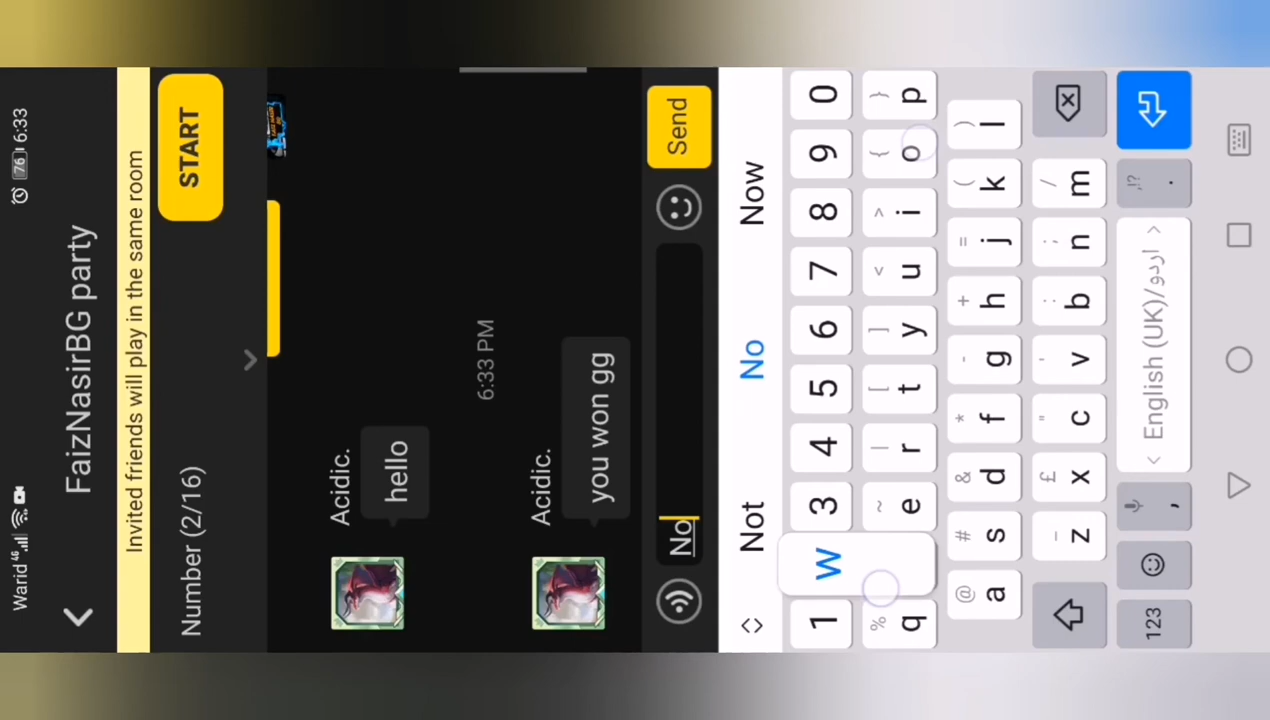 Warid 4G
76 6:33
FaizNasirBG party
Invited friends will play in the same room
Number (2/16)
START
Acidic.
hello
6:33 PM
Acidic.
you won gg
No
Send
Not No Now
1 W 3 4 5 6 7 8 9 0
% ~ | [ ] < > { }
q e r t y u i o p
@ # & * - + = ( )
a s d f g h j k l
_ £ " ' : ; /
z x c v b n m
123 , < English (UK)/اردو > ,!? .